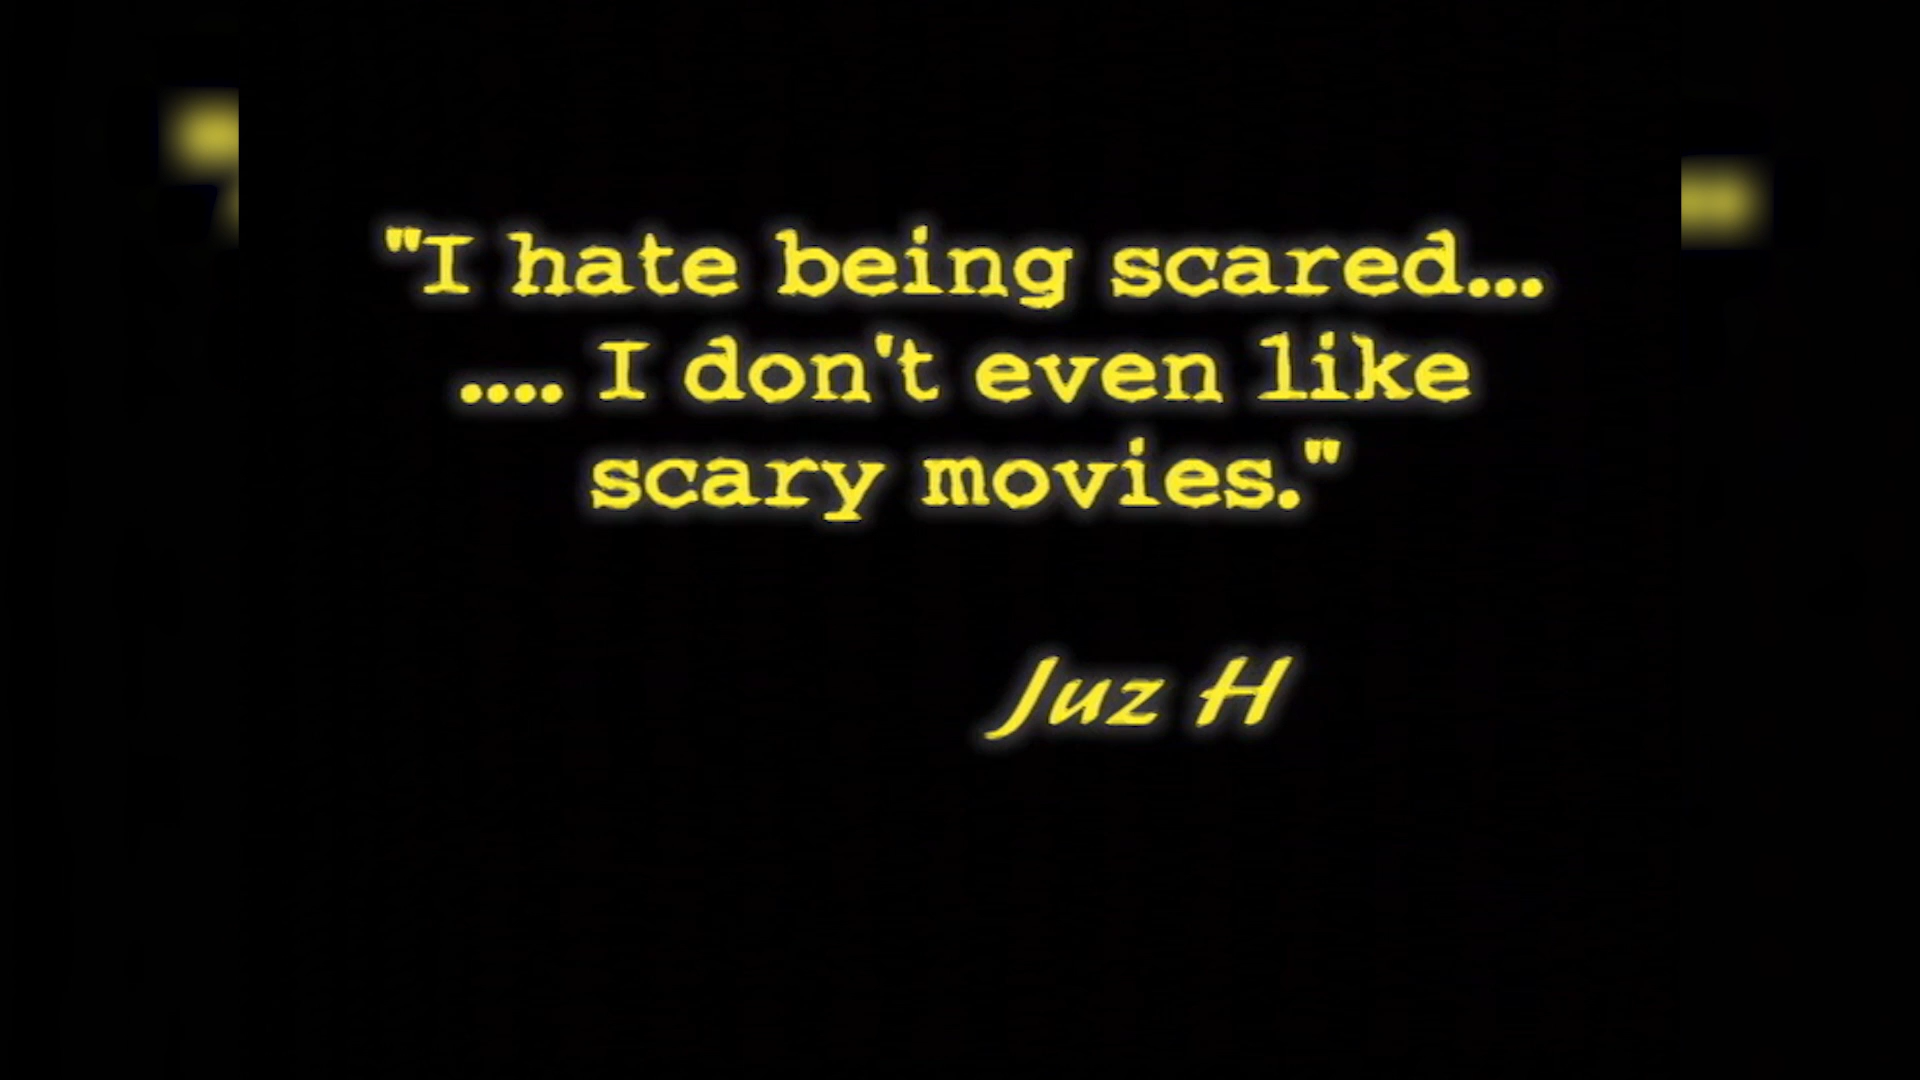 "I hate being scared...
.... I don't even like
scary movies."
Juz H